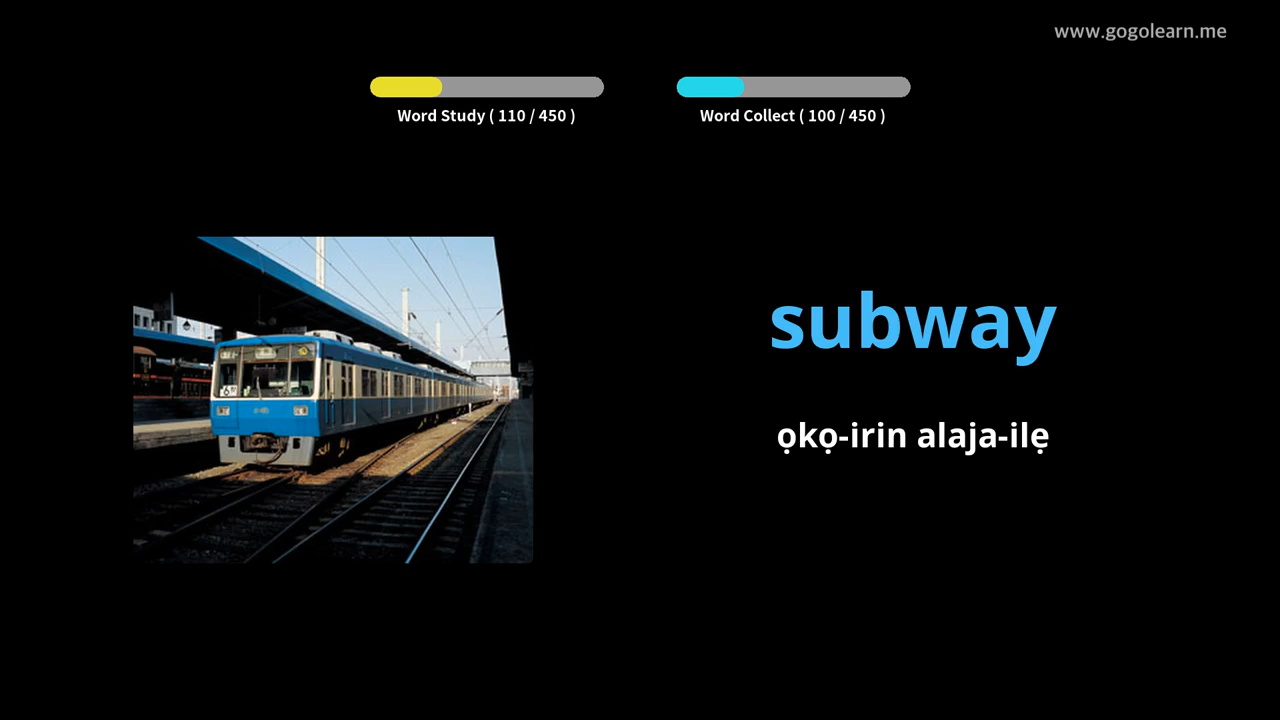 www.gogolearn.me
Word Study ( 110 / 450 )
Word Collect ( 100 / 450 )
subway
ọkọ-irin alaja-ilẹ